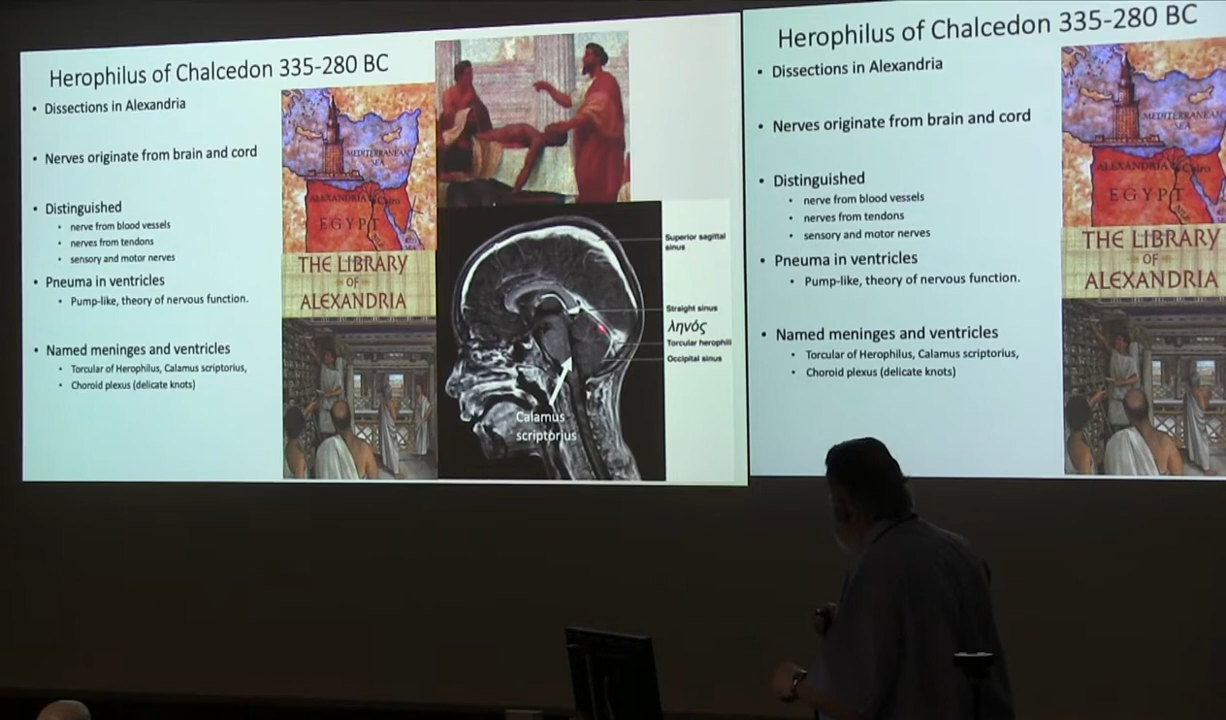 Herophilus of Chalcedon 335-280 BC
• Dissections in Alexandria
• Nerves originate from brain and cord
• Distinguished
• nerve from blood vessels
• nerves from tendons
• sensory and motor nerves
• Pneuma in ventricles
• Pump-like, theory of nervous function.
• Named meninges and ventricles
• Torcular of Herophilus, Calamus scriptorius,
• Choroid plexus (delicate knots)
MEDITERRANEAN
SEA
ALEXANDRIA Cairo
EGYPT
THE LIBRARY
OF
ALEXANDRIA
Superior sagittal
sinus
Straight sinus
ληνός
Torcular herophili
Occipital sinus
Calamus
scriptorius
Herophilus of Chalcedon 335-280 BC
• Dissections in Alexandria
• Nerves originate from brain and cord
• Distinguished
• nerve from blood vessels
• nerves from tendons
• sensory and motor nerves
• Pneuma in ventricles
• Pump-like, theory of nervous function.
• Named meninges and ventricles
• Torcular of Herophilus, Calamus scriptorius,
• Choroid plexus (delicate knots)
MEDITERRANEAN
SEA
ALEXANDRIA Cairo
EGYPT
THE LIBRARY
OF
ALEXANDRIA